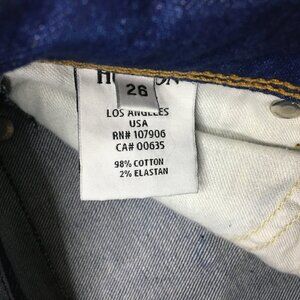 26
LOS ANGELES
USA
RN# 107906
CA# 00635
98% COTTON
2% ELASTAN